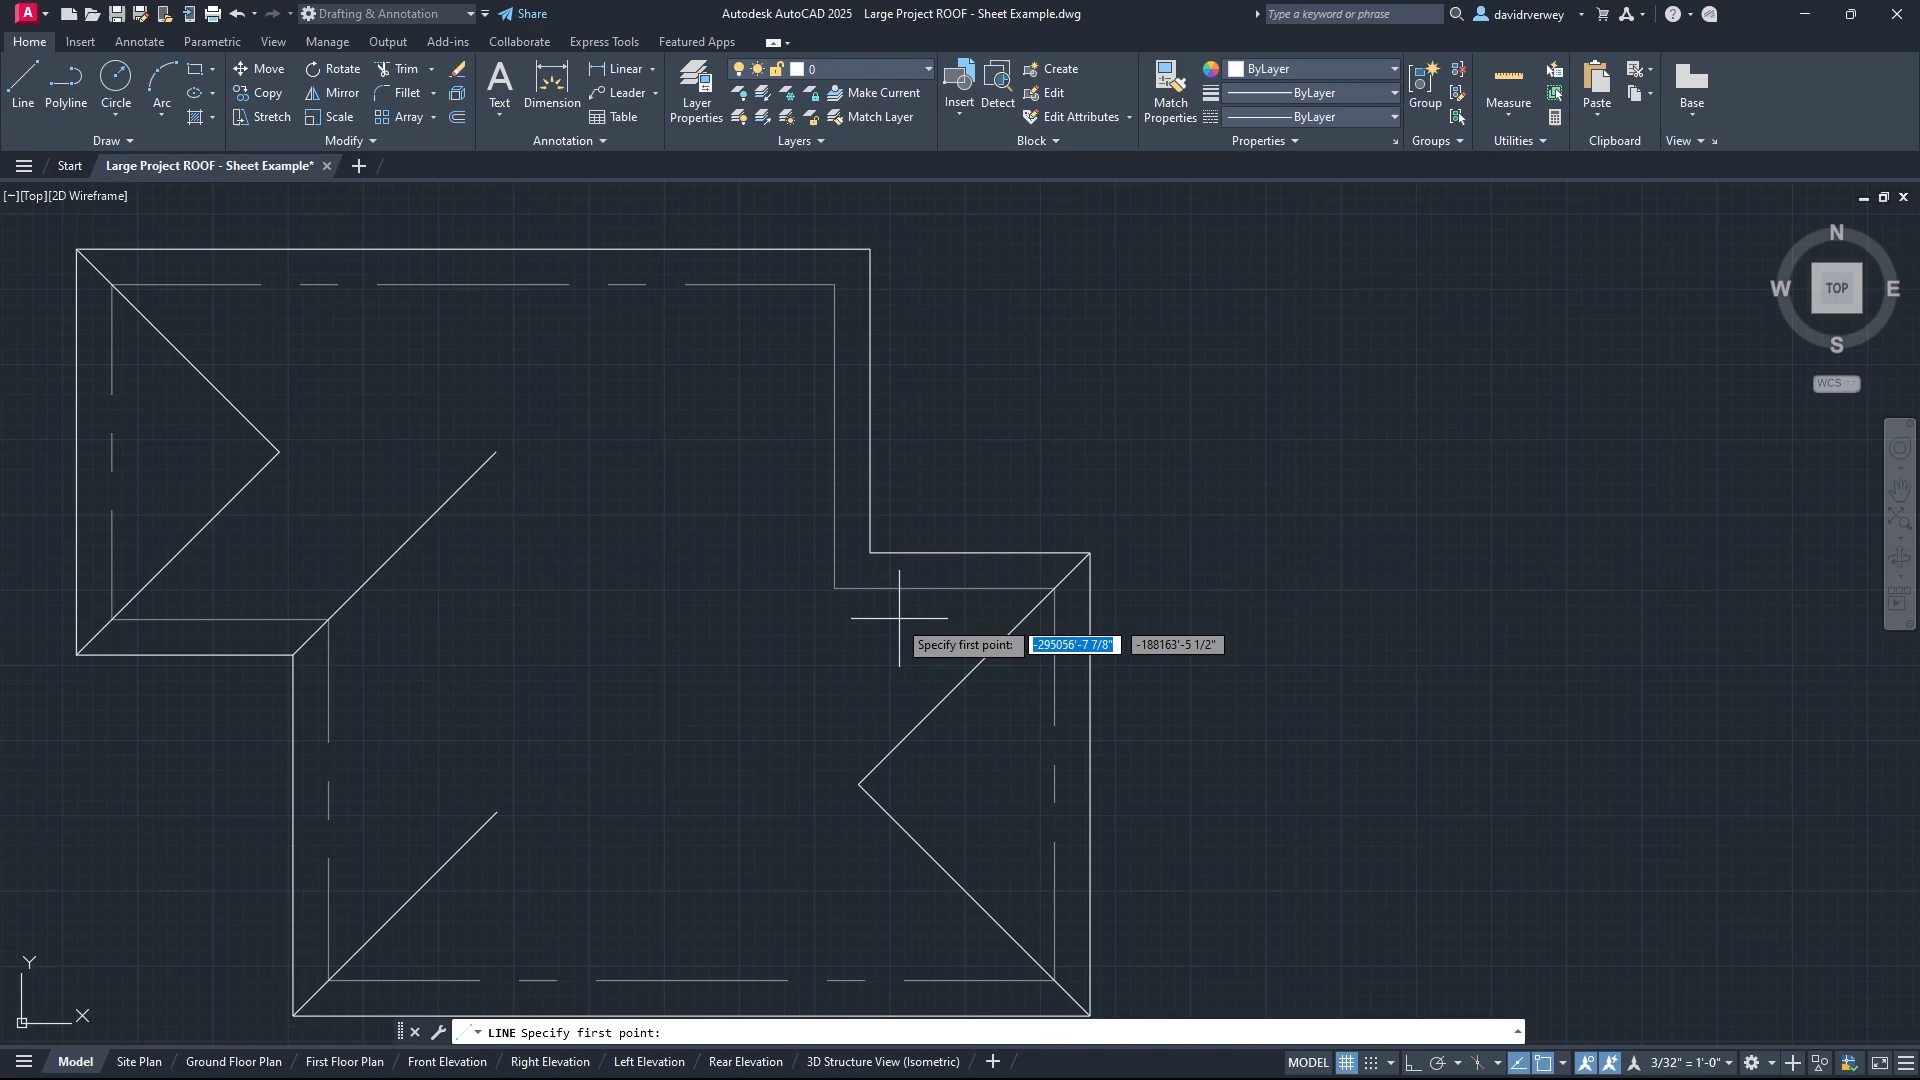 A
Drafting & Annotation
Share
Autodesk AutoCAD 2025 Large Project ROOF - Sheet Example.dwg
Type a keyword or phrase
davidrverwey
Home Insert Annotate Parametric View Manage Output Add-ins Collaborate Express Tools Featured Apps
Move Rotate Trim
Linear
0
Create
ByLayer
Copy Mirror Fillet
Leader
Make Current
Edit
ByLayer
Line Polyline Circle Arc
Text Dimension
Layer Properties
Insert Detect
Match Properties
Group Measure Paste Base
Stretch Scale Array
Table
Match Layer
Edit Attributes
ByLayer
Draw Modify Annotation Layers Block Properties Groups Utilities Clipboard View
Start Large Project ROOF - Sheet Example*
[−][Top][2D Wireframe]
N
W TOP E
S
WCS
Specify first point: -295056'-7 7/8" -188163'-5 1/2"
Y
X
LINE Specify first point:
Model Site Plan Ground Floor Plan First Floor Plan Front Elevation Right Elevation Left Elevation Rear Elevation 3D Structure View (Isometric)
MODEL 3/32" = 1'-0"